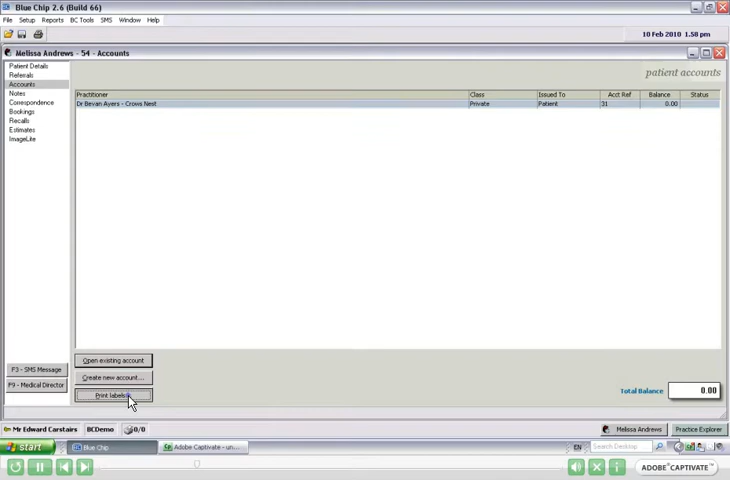 Blue Chip 2.6 (Build 66)
File Setup Reports BC Tools SMS Window Help
10 Feb 2010 1.58 pm
Melissa Andrews - 54 - Accounts
Patient Details
Referrals
Accounts
Notes
Correspondence
Bookings
Recalls
Estimates
ImageLite
patient accounts
Practitioner Class Issued To Acct Ref Balance Status
Dr Bevan Ayers - Crows Nest Private Patient 31 0.00
Open existing account
Create new account...
Print labels
F3 - SMS Message
F9 - Medical Director
Total Balance 0.00
Mr Edward Carstairs BCDemo 0/0 Melissa Andrews Practice Explorer
start Blue Chip Adobe Captivate - un... EN Search Desktop
ADOBE® CAPTIVATE™